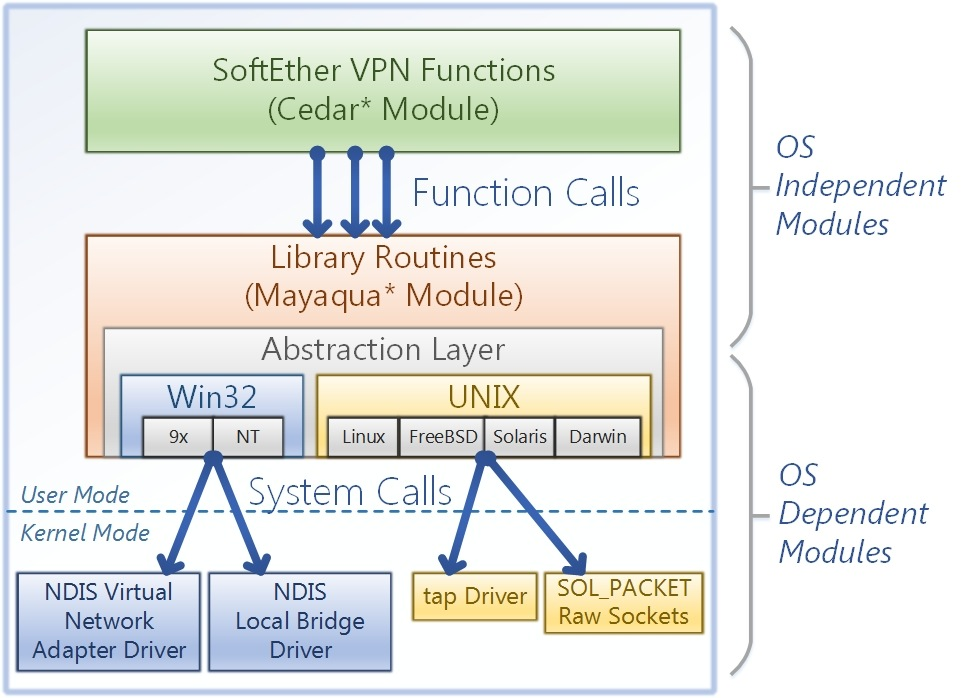 SoftEther VPN Functions
(Cedar* Module)
Function Calls
OS
Independent
Modules
Library Routines
(Mayaqua* Module)
Abstraction Layer
Win32
UNIX
9x
NT
Linux
FreeBSD
Solaris
Darwin
User Mode
System Calls
Kernel Mode
OS
Dependent
Modules
NDIS Virtual
Network
Adapter Driver
NDIS
Local Bridge
Driver
tap Driver
SOL_PACKET
Raw Sockets